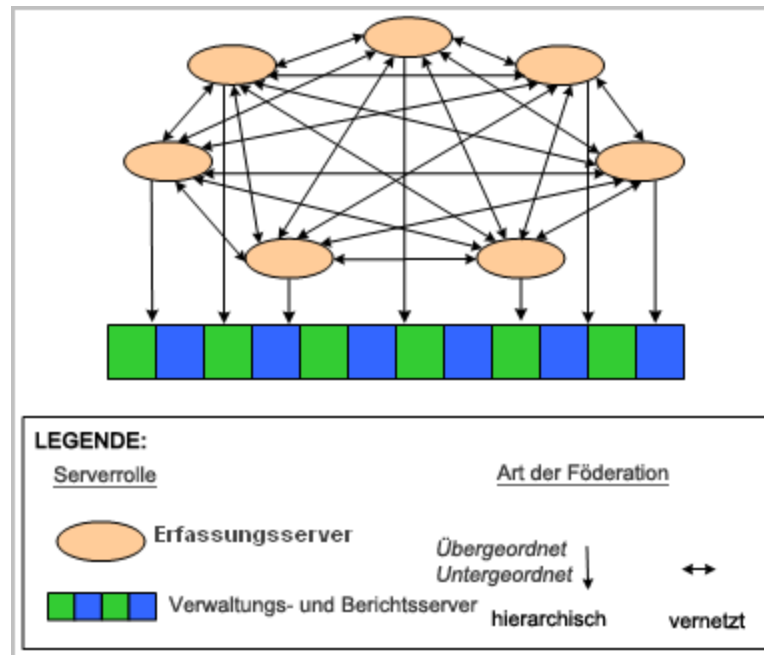 LEGENDE:
Serverrolle
Art der Föderation
Erfassungsserver
Übergeordnet
Untergeordnet
Verwaltungs- und Berichtsserver
hierarchisch
vernetzt